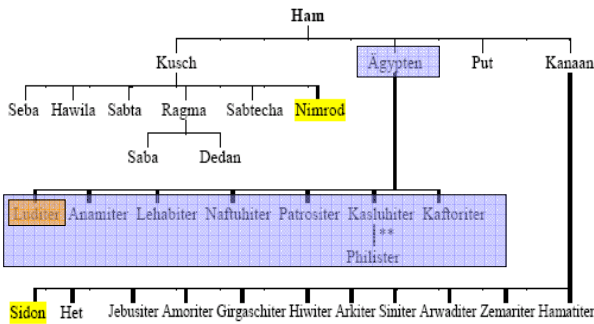 Ham
Kusch Ägypten Put Kanaan
Seba Hawila Sabta Ragma Sabtecha Nimrod
Saba Dedan
Luditer Anamiter Lehabiter Naftuhiter Patrositer Kasluhiter Kaftoriter
**
Philister
Sidon Het Jebusiter Amoriter Girgaschiter Hiwiter Arkiter Siniter Arwaditer Zemariter Hamatiter